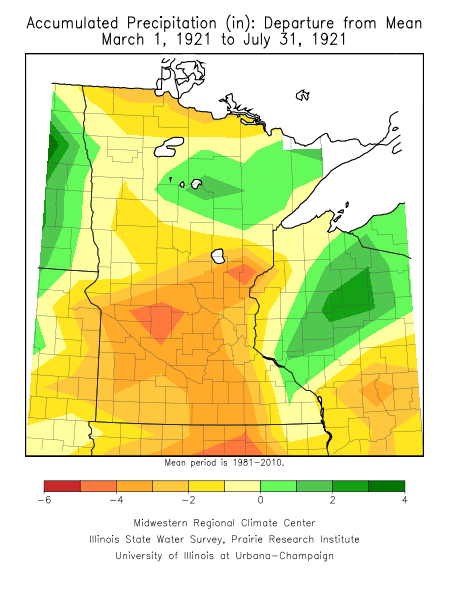 Accumulated Precipitation (in): Departure from Mean
March 1, 1921 to July 31, 1921
Mean period is 1981-2010.
-6 -4 -2 0 2 4
Midwestern Regional Climate Center
Illinois State Water Survey, Prairie Research Institute
University of Illinois at Urbana-Champaign